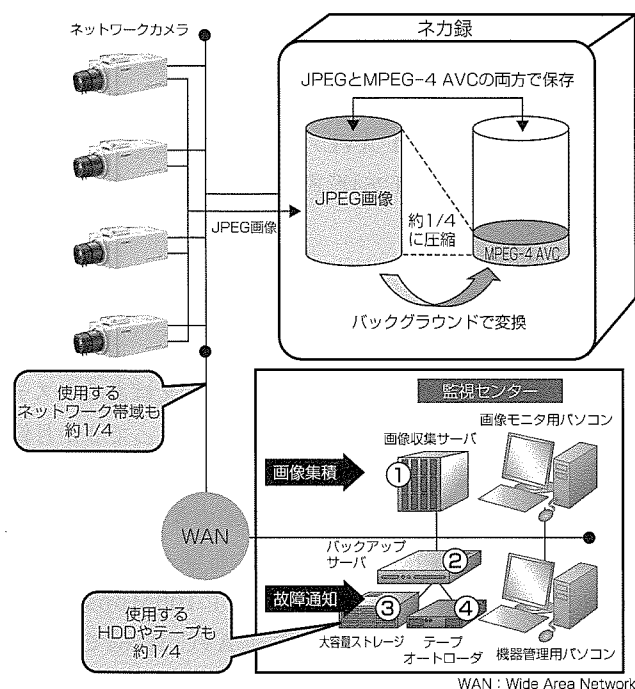 ネットワークカメラ
ネカ録
JPEGとMPEG-4 AVCの両方で保存
JPEG画像
JPEG画像
約1/4
に圧縮
MPEG-4 AVC
バックグラウンドで変換
使用する
ネットワーク帯域も
約1/4
監視センター
画像モニタ用パソコン
画像収集サーバ
画像集積
①
WAN
バックアップ
サーバ
②
故障通知
③
④
使用する
HDDやテープも
約1/4
大容量ストレージ
テープ
オートローダ
機器管理用パソコン
WAN：Wide Area Network